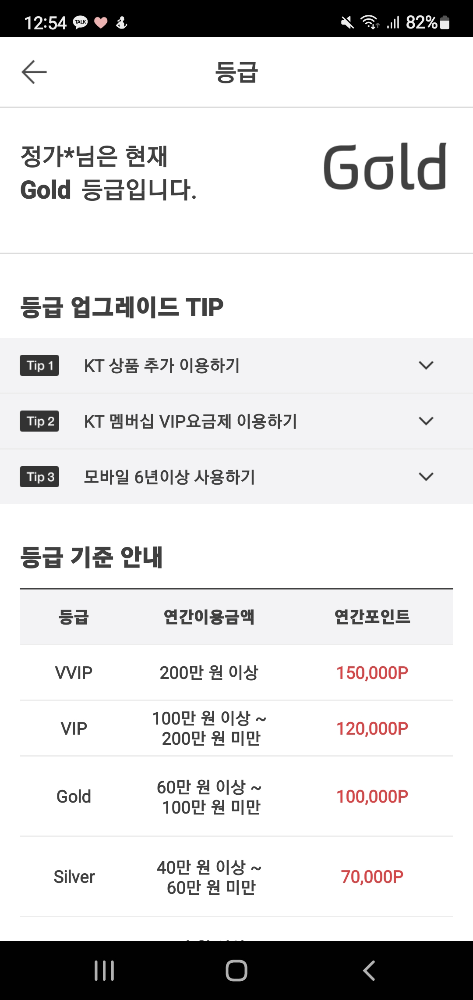 12:54 TALK 82%
등급
정가*님은 현재
Gold 등급입니다.
Gold
등급 업그레이드 TIP
Tip 1 KT 상품 추가 이용하기
Tip 2 KT 멤버십 VIP요금제 이용하기
Tip 3 모바일 6년이상 사용하기
등급 기준 안내
등급 연간이용금액 연간포인트
VVIP 200만 원 이상 150,000P
VIP 100만 원 이상 ~ 120,000P
200만 원 미만
Gold 60만 원 이상 ~ 100,000P
100만 원 미만
Silver 40만 원 이상 ~ 70,000P
60만 원 미만